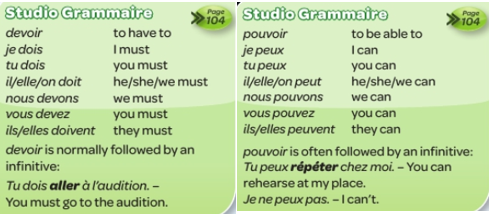 Studio Grammaire
Page
104
devoir to have to
je dois I must
tu dois you must
il/elle/on doit he/she/we must
nous devons we must
vous devez you must
ils/elles doivent they must
devoir is normally followed by an
infinitive:
Tu dois aller à l'audition. –
You must go to the audition.
Studio Grammaire
Page
104
pouvoir to be able to
je peux I can
tu peux you can
il/elle/on peut he/she/we can
nous pouvons we can
vous pouvez you can
ils/elles peuvent they can
pouvoir is often followed by an infinitive:
Tu peux répéter chez moi. – You can
rehearse at my place.
Je ne peux pas. – I can't.